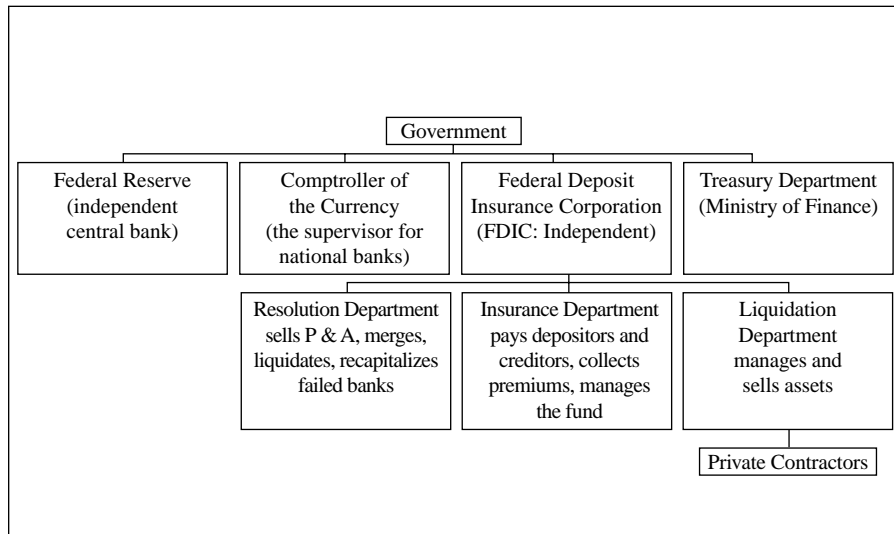 Government
Federal Reserve
(independent
central bank)
Comptroller of
the Currency
(the supervisor for
national banks)
Federal Deposit
Insurance Corporation
(FDIC: Independent)
Treasury Department
(Ministry of Finance)
Resolution Department
sells P & A, merges,
liquidates, recapitalizes
failed banks
Insurance Department
pays depositors and
creditors, collects
premiums, manages
the fund
Liquidation
Department
manages and
sells assets
Private Contractors